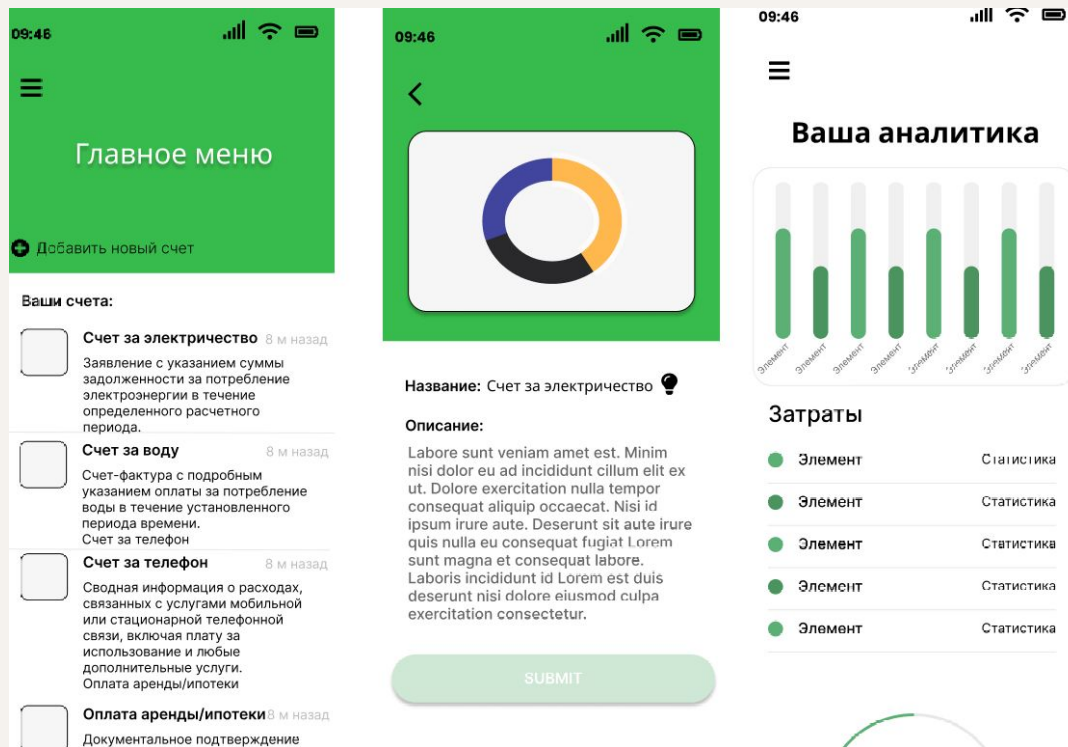 09:46
Главное меню
Добавить новый счет
Ваши счета:
Счет за электричество 8 м назад
Заявление с указанием суммы
задолженности за потребление
электроэнергии в течение
определенного расчетного
периода.
Счет за воду 8 м назад
Счет-фактура с подробным
указанием оплаты за потребление
воды в течение установленного
периода времени.
Счет за телефон
Счет за телефон 8 м назад
Сводная информация о расходах,
связанных с услугами мобильной
или стационарной телефонной
связи, включая плату за
использование и любые
дополнительные услуги.
Оплата аренды/ипотеки
Оплата аренды/ипотеки 8 м назад
Документальное подтверждение
09:46
Название: Счет за электричество
Описание:
Labore sunt veniam amet est. Minim
nisi dolor eu ad incididunt cillum elit ex
ut. Dolore exercitation nulla tempor
consequat aliquip occaecat. Nisi id
ipsum irure aute. Deserunt sit aute irure
quis nulla eu consequat fugiat Lorem
sunt magna et consequat labore.
Laboris incididunt id Lorem est duis
deserunt nisi dolore eiusmod culpa
exercitation consectetur.
SUBMIT
09:46
Ваша аналитика
Элемент
Элемент
Элемент
Элемент
Элемент
Элемент
Элемент
Элемент
Затраты
Элемент Статистика
Элемент Статистика
Элемент Статистика
Элемент Статистика
Элемент Статистика